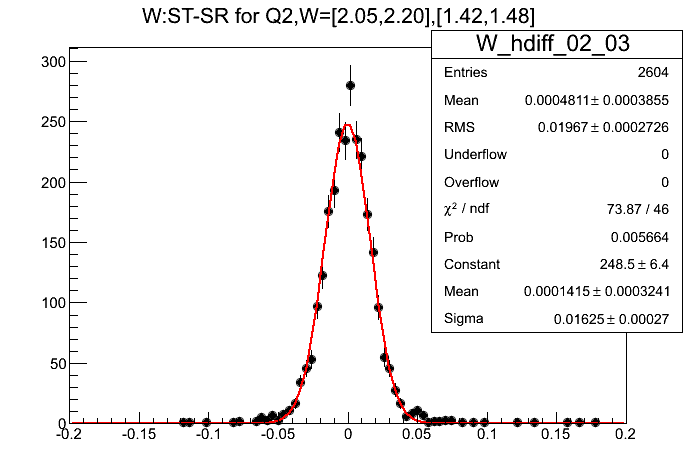 W:ST-SR for Q2,W=[2.05,2.20],[1.42,1.48]
W_hdiff_02_03
Entries 2604
Mean 0.0004811± 0.0003855
RMS 0.01967± 0.0002726
Underflow 0
Overflow 0
χ² / ndf 73.87 / 46
Prob 0.005664
Constant 248.5± 6.4
Mean 0.0001415± 0.0003241
Sigma 0.01625± 0.00027
300
250
200
150
100
50
0
-0.2 -0.15 -0.1 -0.05 0 0.05 0.1 0.15 0.2